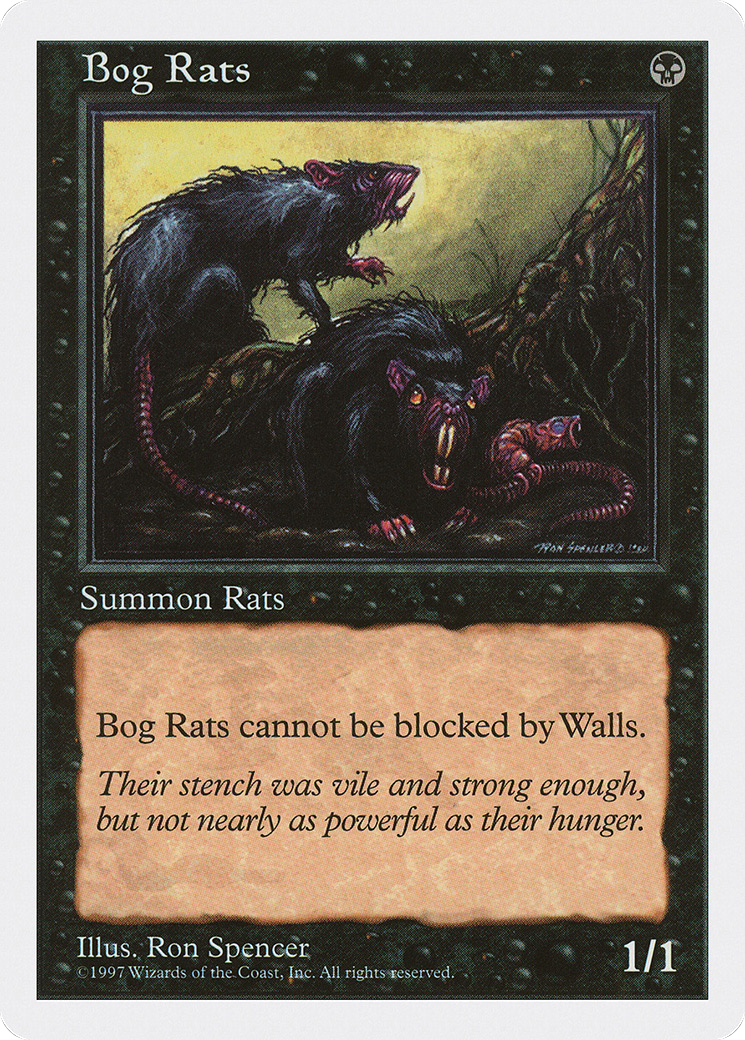 Bog Rats
RON SPENCER
Summon Rats
Bog Rats cannot be blocked by Walls.
Their stench was vile and strong enough,
but not nearly as powerful as their hunger.
Illus. Ron Spencer
1/1
©1997 Wizards of the Coast, Inc. All rights reserved.